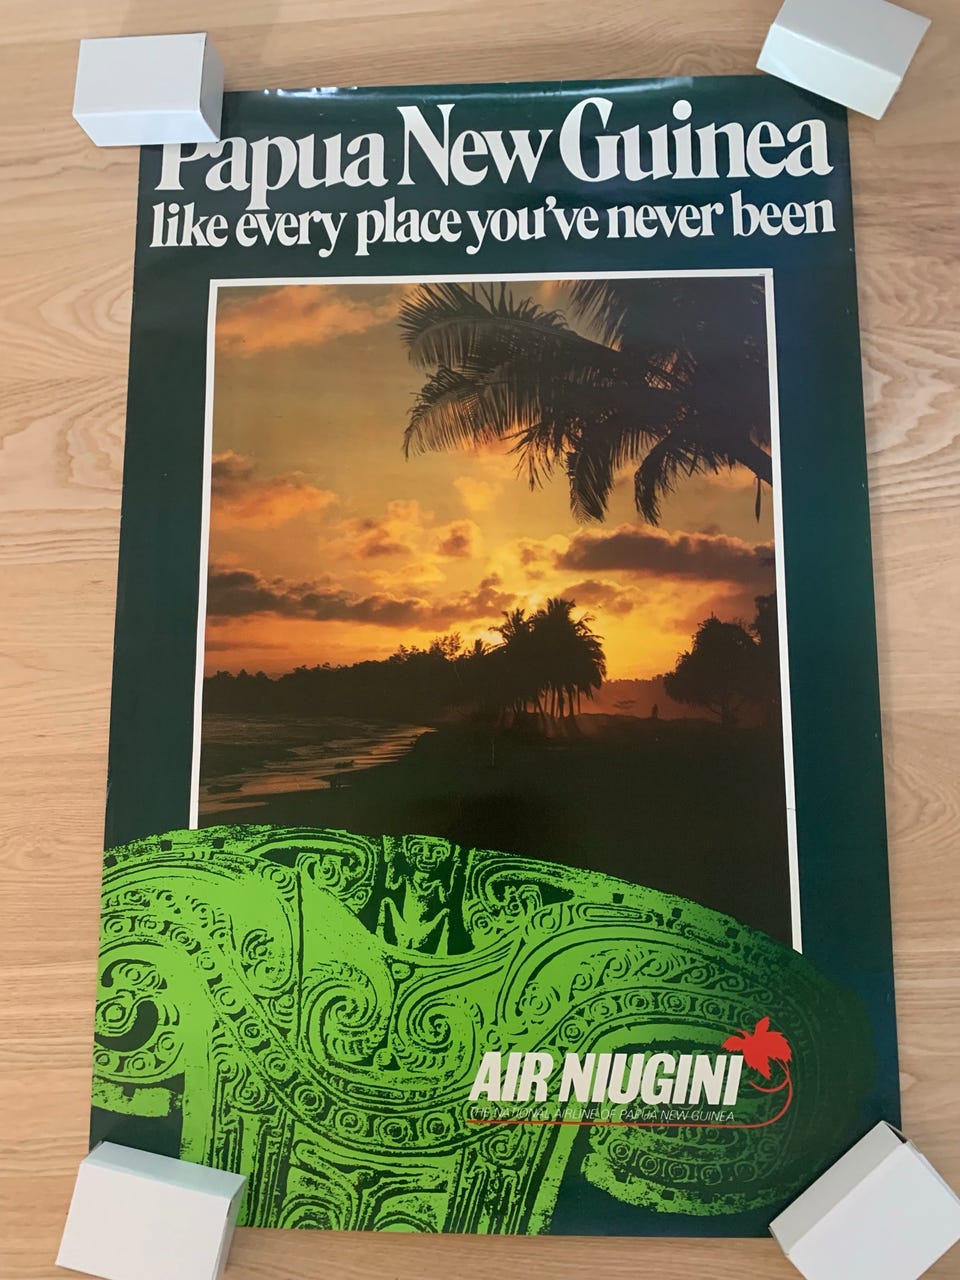 Papua New Guinea
like every place you've never been
AIR NIUGINI
THE NATIONAL AIRLINE OF PAPUA NEW GUINEA